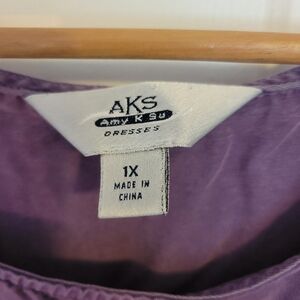 AKS
Amy K Su
DRESSES
1X
MADE IN
CHINA